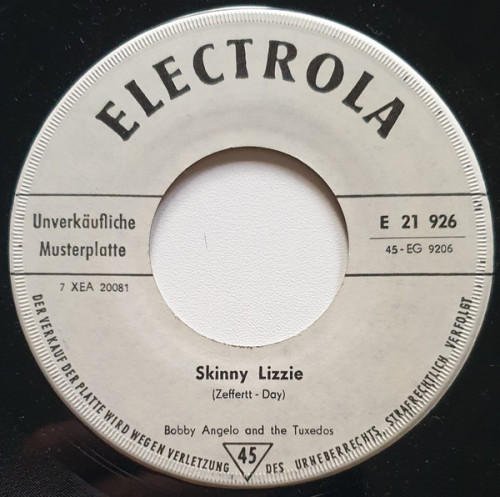 ELECTROLA
Unverkäufliche
Musterplatte
E 21 926
45-EG 9206
7 XEA 20081
Skinny Lizzie
(Zeffertt - Day)
Bobby Angelo and the Tuxedos
45
DER VERKAUF DER PLATTE WIRD WEGEN VERLETZUNG DES URHEBERRECHTS STRAFRECHTLICH VERFOLGT